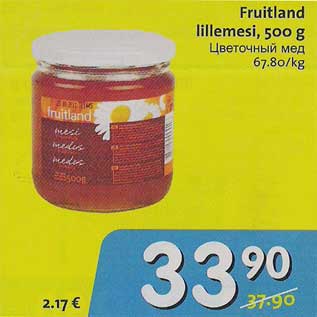 Fruitland
lillemesi, 500 g
Цветочный мед
67.80/kg
fruitland
mesi
medus
medus
500g
2.17 €
33 90
37.90